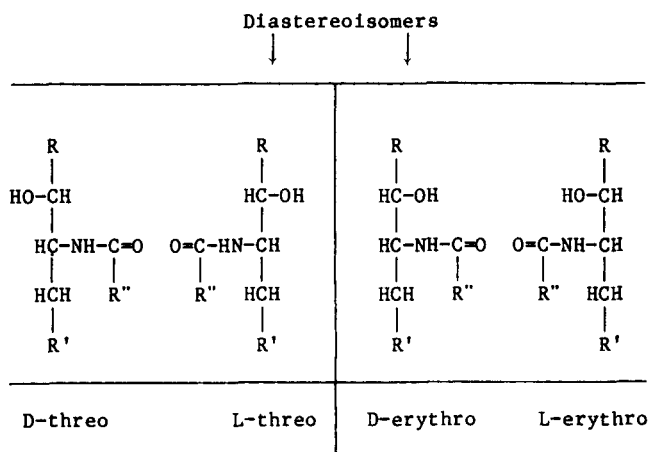 Diastereoisomers
↓ ↓
R R R R
| | | |
HO-CH HC-OH HC-OH HO-CH
| | | |
HC-NH-C=O O=C-HN-CH HC-NH-C=O O=C-NH-CH
| | | | | | | |
HCH R" R" HCH HCH R" R" HCH
| | | |
R' R' R' R'
D-threo L-threo D-erythro L-erythro